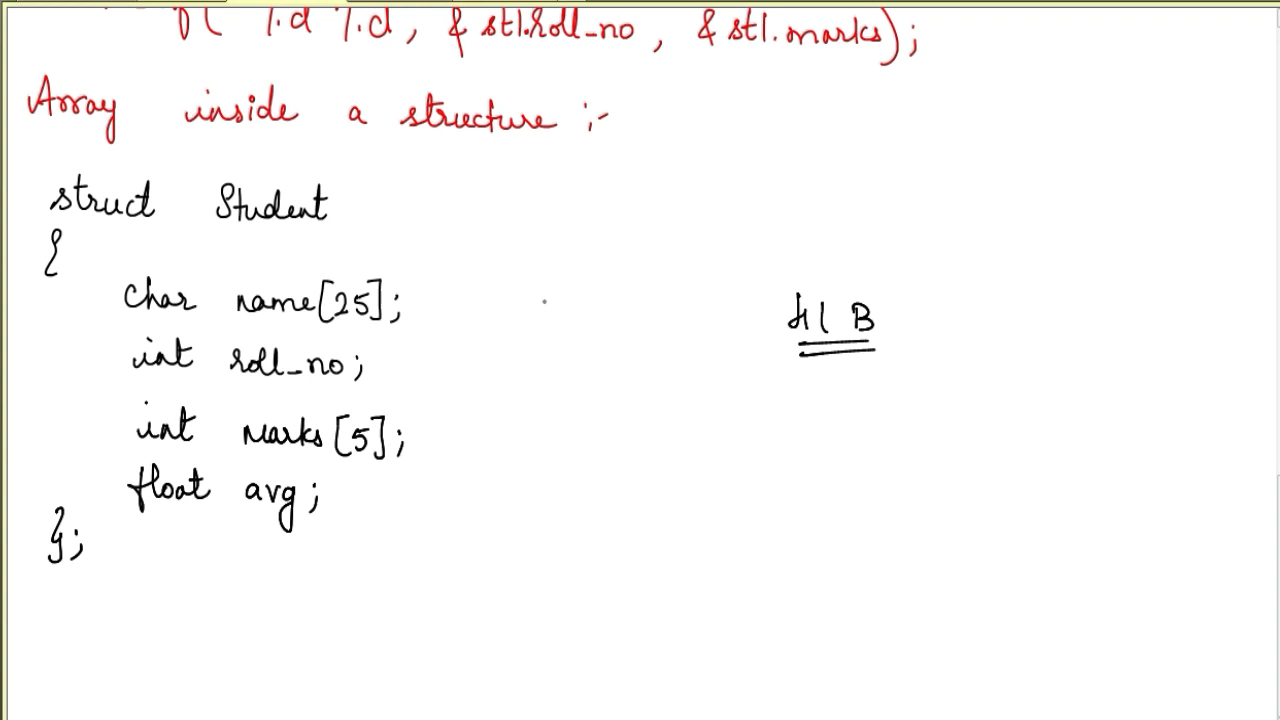 f( %d %d, & st1.roll_no, & st1.marks);
Array inside a structure :-
struct Student
{
char name[25];
int roll_no;
int marks[5];
float avg;
};
41 B